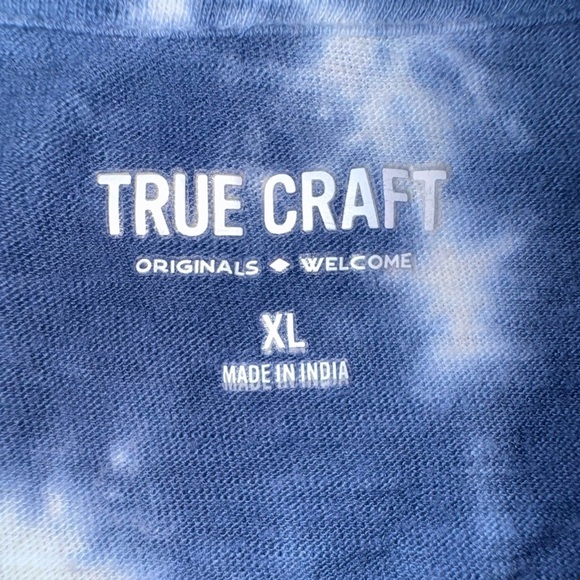 TRUE CRAFT
ORIGINALS ◆ WELCOME
XL
MADE IN INDIA